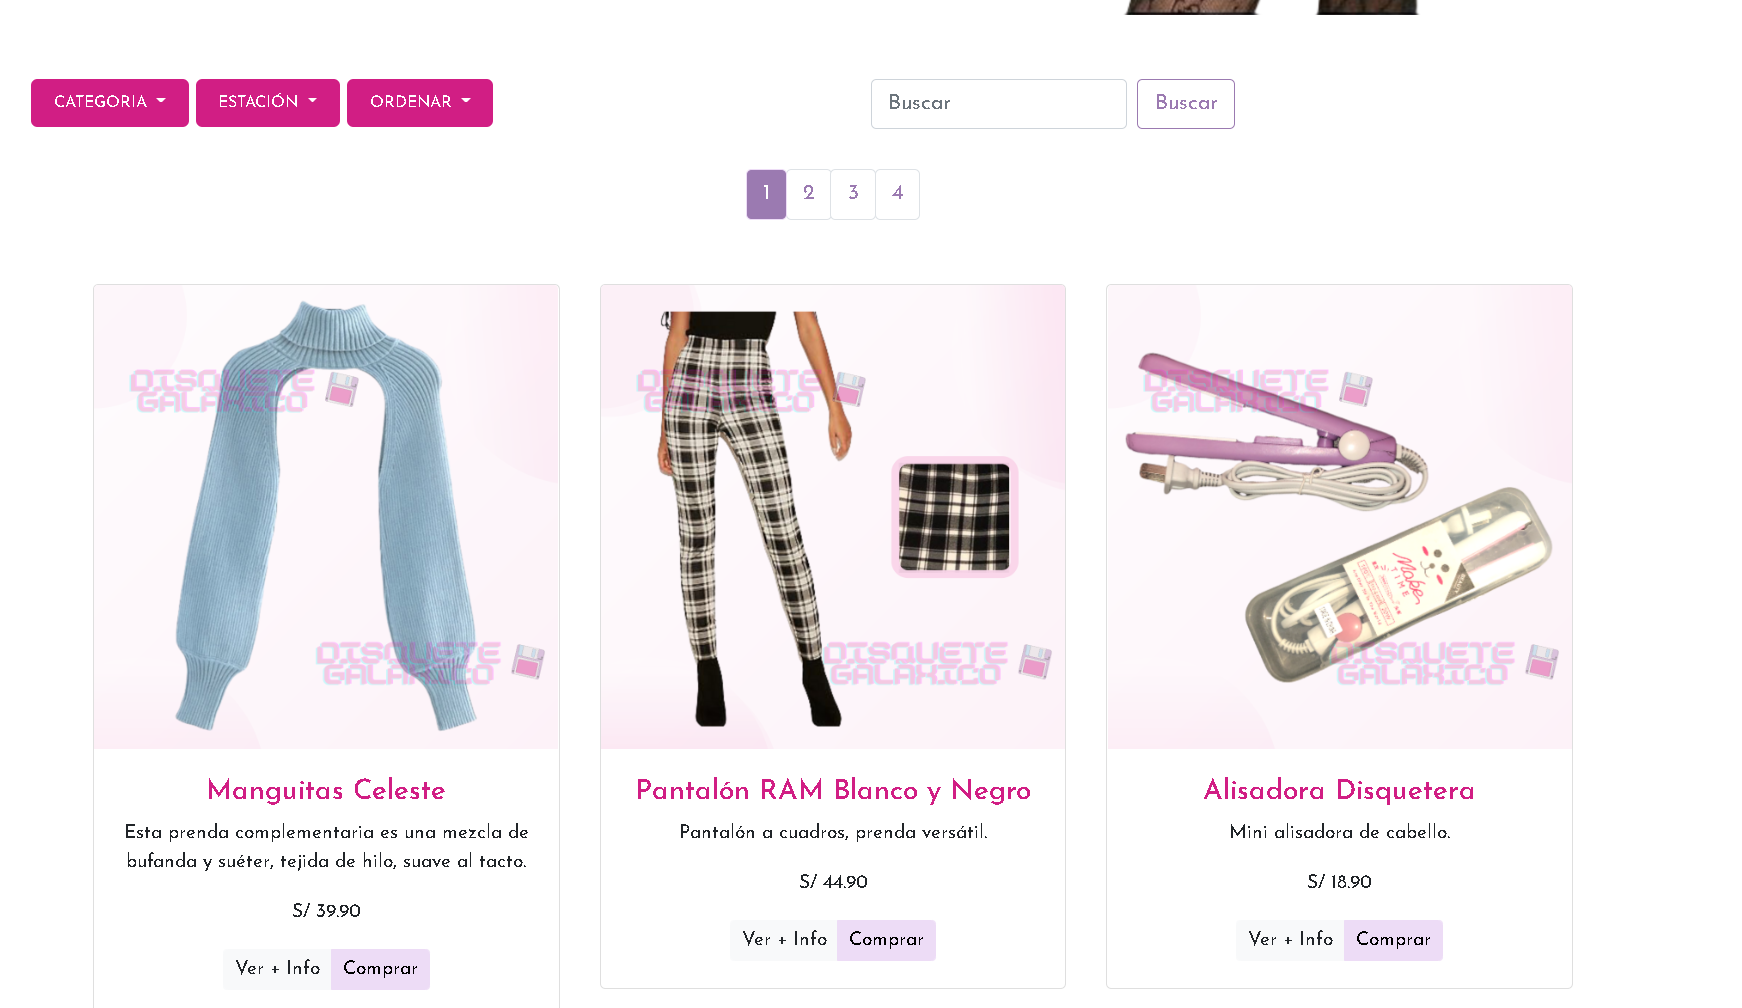 CATEGORIA
ESTACIÓN
ORDENAR
Buscar
Buscar
1
2
3
4
DISQUETE
GALAXICO
DISQUETE
GALAXICO
DISQUETE
GALAXICO
Make
TIME
DISQUETE
GALAXICO
DISQUETE
GALAXICO
DISQUETE
GALAXICO
Manguitas Celeste
Esta prenda complementaria es una mezcla de
bufanda y suéter, tejida de hilo, suave al tacto.
S/ 39.90
Ver + Info
Comprar
Pantalón RAM Blanco y Negro
Pantalón a cuadros, prenda versátil.
S/ 44.90
Ver + Info
Comprar
Alisadora Disquetera
Mini alisadora de cabello.
S/ 18.90
Ver + Info
Comprar